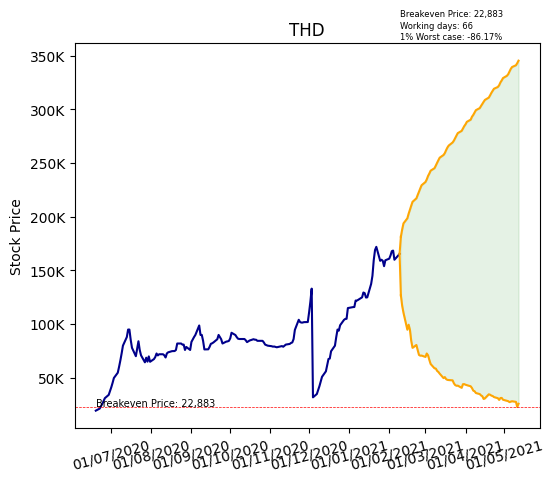 Breakeven Price: 22,883
Working days: 66
1% Worst case: -86.17%
THD
Stock Price
350K
300K
250K
200K
150K
100K
50K
Breakeven Price: 22,883
01/07/2020
01/08/2020
01/09/2020
01/10/2020
01/11/2020
01/12/2020
01/01/2021
01/02/2021
01/03/2021
01/04/2021
01/05/2021